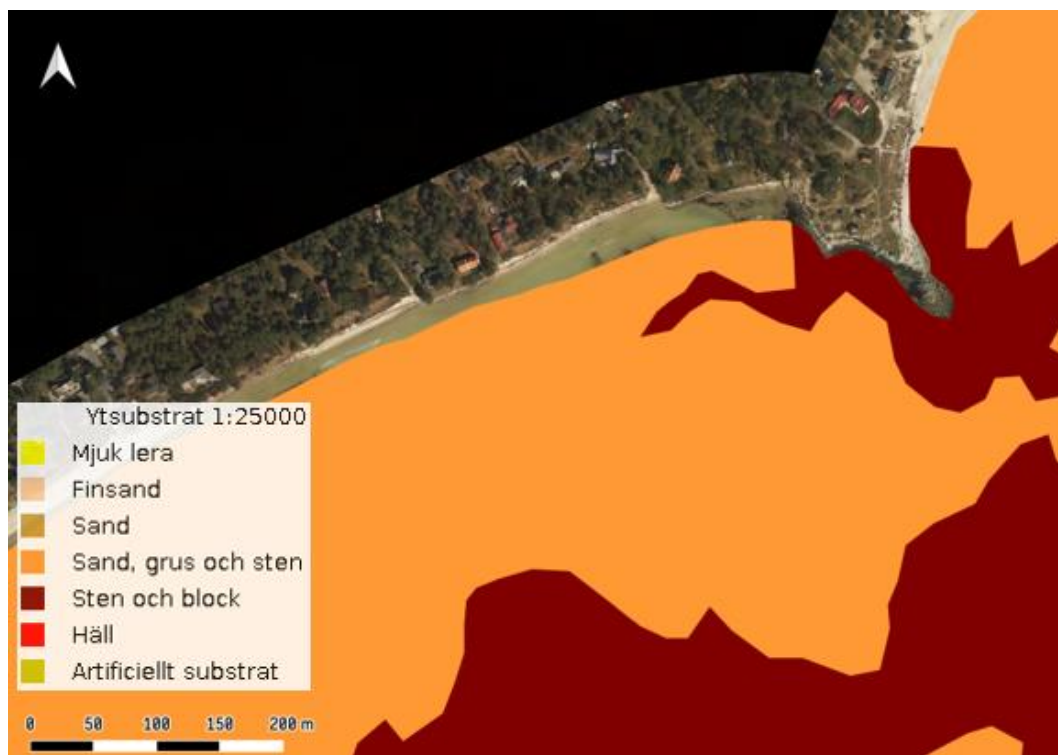 Ytsubstrat 1:25000
Mjuk lera
Finsand
Sand
Sand, grus och sten
Sten och block
Häll
Artificiellt substrat
0 50 100 150 200 m